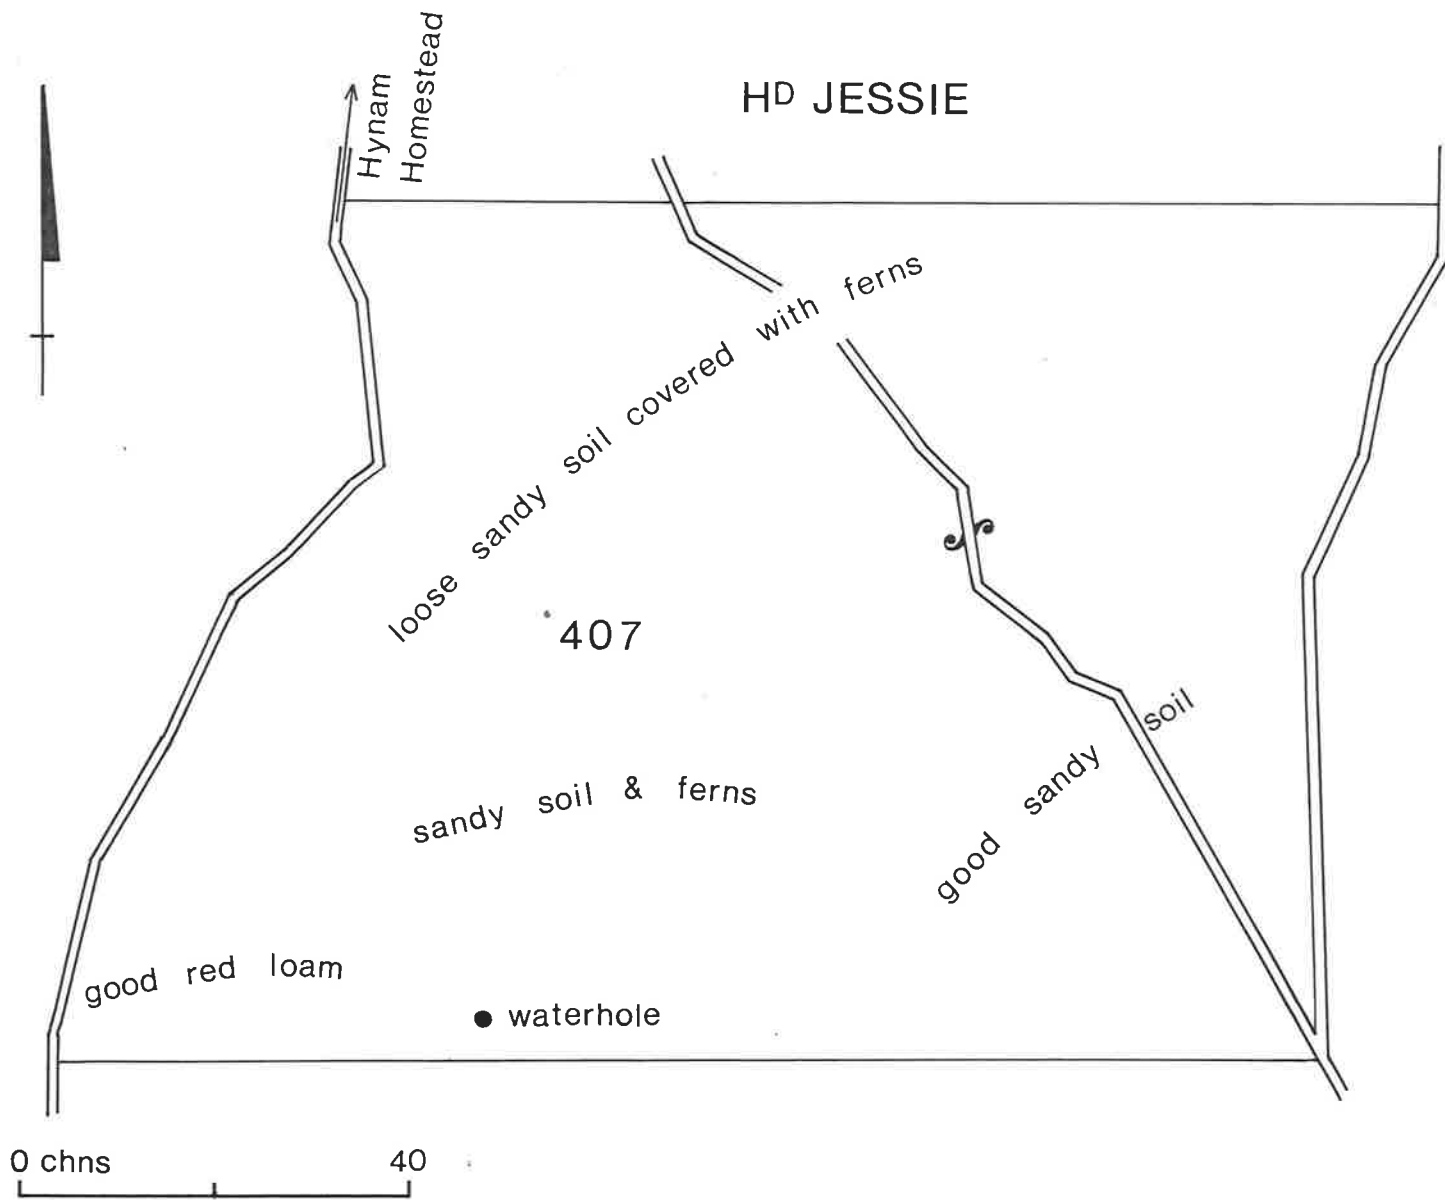 Hynam
Homestead
HD JESSIE
loose sandy soil covered with ferns
407
good sandy soil
sandy soil & ferns
good red loam
waterhole
0 chns 40